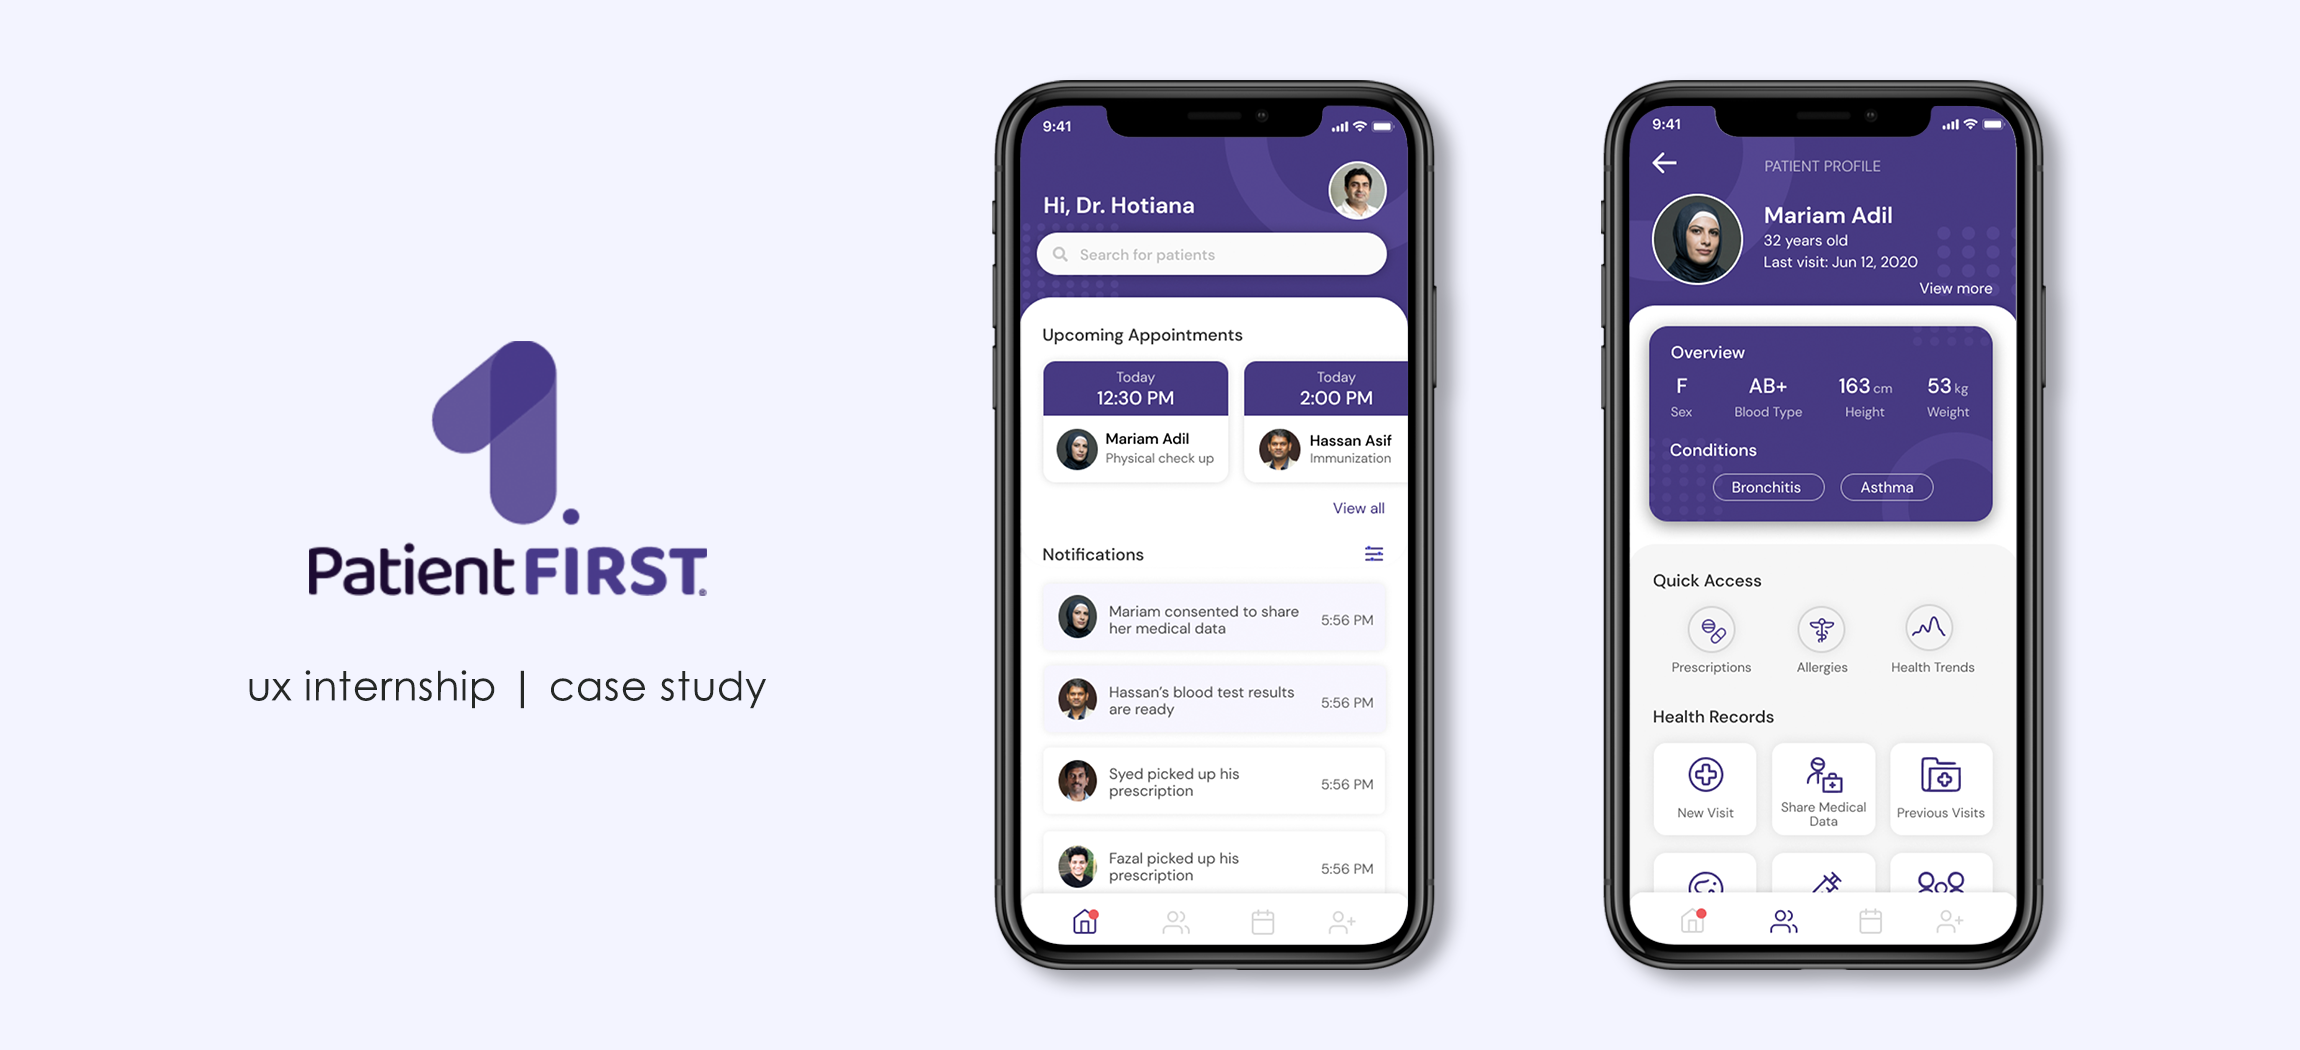 1.
PatientFIRST®
ux internship | case study
9:41
Hi, Dr. Hotiana
Search for patients
Upcoming Appointments
Today
12:30 PM
Mariam Adil
Physical check up
Today
2:00 PM
Hassan Asif
Immunization
View all
Notifications
Mariam consented to share
her medical data
5:56 PM
Hassan's blood test results
are ready
5:56 PM
Syed picked up his
prescription
5:56 PM
Fazal picked up his
prescription
5:56 PM
9:41
PATIENT PROFILE
Mariam Adil
32 years old
Last visit: Jun 12, 2020
View more
Overview
F
Sex
AB+
Blood Type
163 cm
Height
53 kg
Weight
Conditions
Bronchitis
Asthma
Quick Access
Prescriptions
Allergies
Health Trends
Health Records
New Visit
Share Medical
Data
Previous Visits